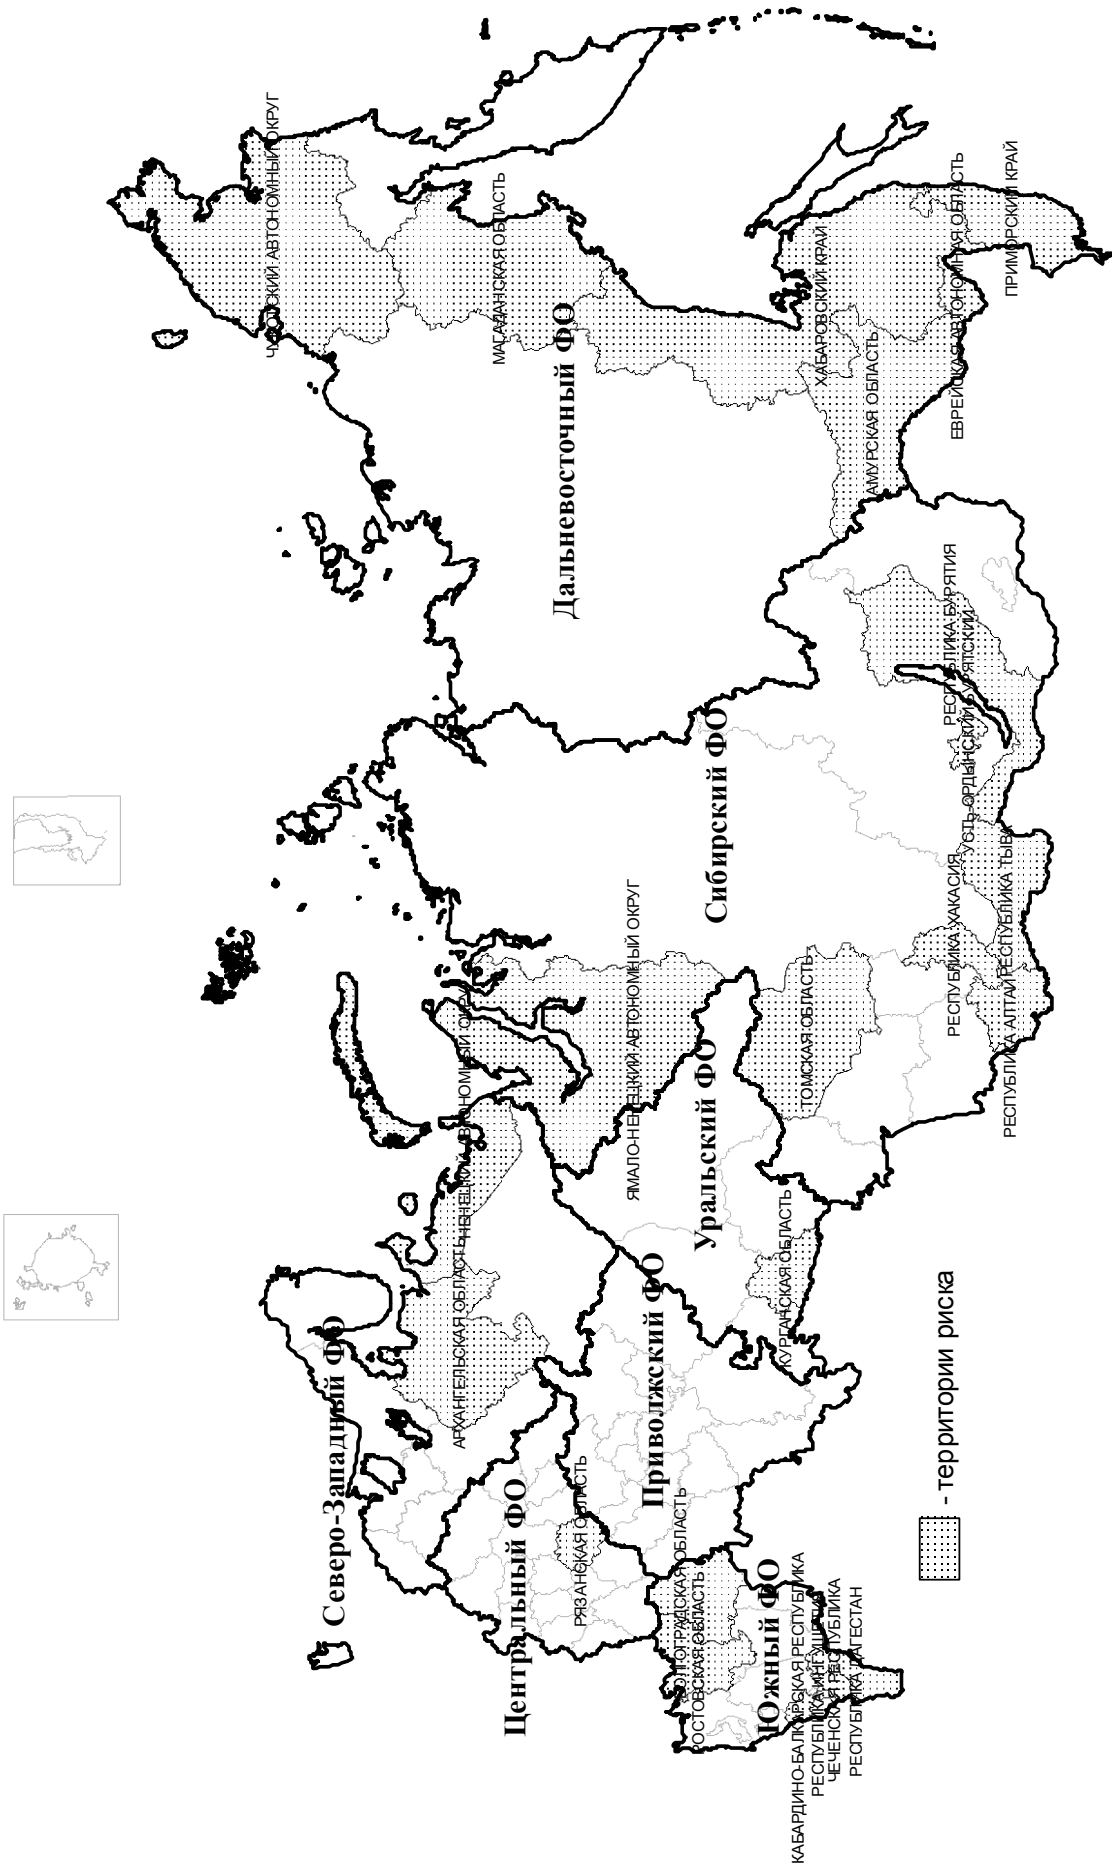 Северо-Западный ФО
Центральный ФО
Приволжский ФО
Южный ФО
Уральский ФО
Сибирский ФО
Дальневосточный ФО
АРХАНГЕЛЬСКАЯ ОБЛАСТЬ
НЕНЕЦКИЙ АВТОНОМНЫЙ ОКРУГ
ЯМАЛО-НЕНЕЦКИЙ АВТОНОМНЫЙ ОКРУГ
ЧУКОТСКИЙ АВТОНОМНЫЙ ОКРУГ
МАГАДАНСКАЯ ОБЛАСТЬ
ХАБАРОВСКИЙ КРАЙ
АМУРСКАЯ ОБЛАСТЬ
ЕВРЕЙСКАЯ АВТОНОМНАЯ ОБЛАСТЬ
ПРИМОРСКИЙ КРАЙ
РЯЗАНСКАЯ ОБЛАСТЬ
ВОЛГОГРАДСКАЯ ОБЛАСТЬ
РОСТОВСКАЯ ОБЛАСТЬ
КАБАРДИНО-БАЛКАРСКАЯ РЕСПУБЛИКА
РЕСПУБЛИКА ИНГУШЕТИЯ
ЧЕЧЕНСКАЯ РЕСПУБЛИКА
РЕСПУБЛИКА ДАГЕСТАН
КУРГАНСКАЯ ОБЛАСТЬ
ТОМСКАЯ ОБЛАСТЬ
РЕСПУБЛИКА ХАКАСИЯ
РЕСПУБЛИКА АЛТАЙ
РЕСПУБЛИКА ТЫВА
УСТЬ-ОРДЫНСКИЙ БУРЯТСКИЙ
РЕСПУБЛИКА БУРЯТИЯ
- территории риска